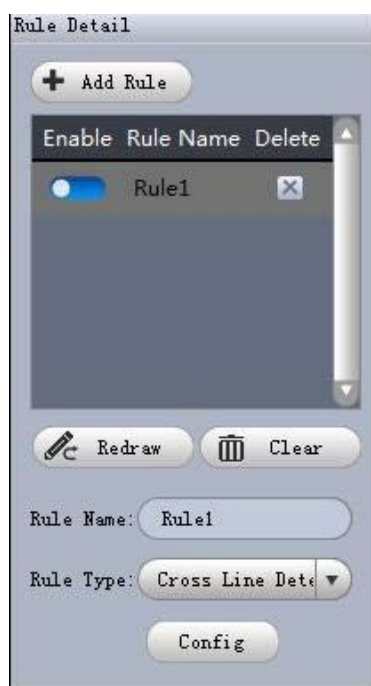 Rule Detail
Add Rule
Enable Rule Name Delete
Rule1
Redraw Clear
Rule Name: Rule1
Rule Type: Cross Line Dete
Config